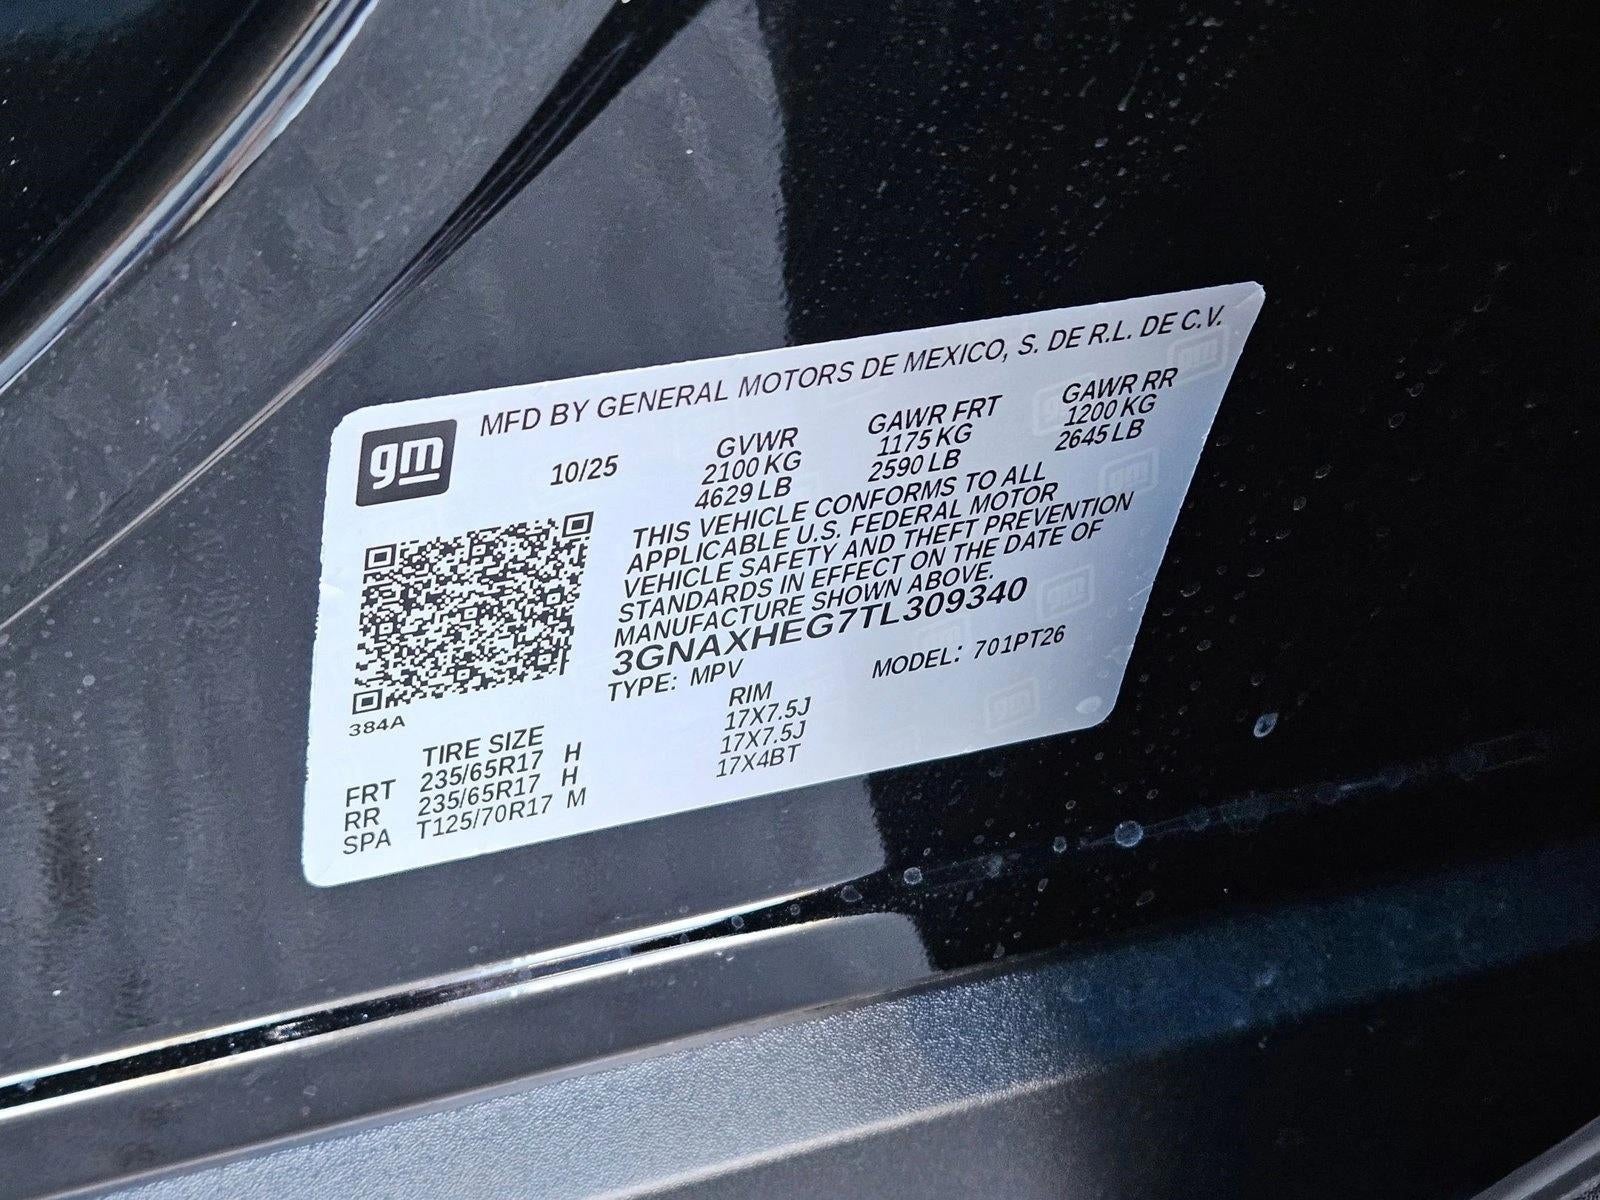 MFD BY GENERAL MOTORS DE MEXICO, S. DE R.L. DE C.V.
gm
10/25
GVWR GAWR FRT GAWR RR
2100 KG 1175 KG 1200 KG
4629 LB 2590 LB 2645 LB
THIS VEHICLE CONFORMS TO ALL
APPLICABLE U.S. FEDERAL MOTOR
VEHICLE SAFETY AND THEFT PREVENTION
STANDARDS IN EFFECT ON THE DATE OF
MANUFACTURE SHOWN ABOVE.
3GNAXHEG7TL309340
TYPE: MPV MODEL: 701PT26
384A
TIRE SIZE RIM
FRT 235/65R17 H 17X7.5J
RR 235/65R17 H 17X7.5J
SPA T125/70R17 M 17X4BT